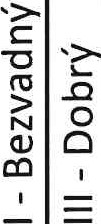 I - Bezvadný
III - Dobrý